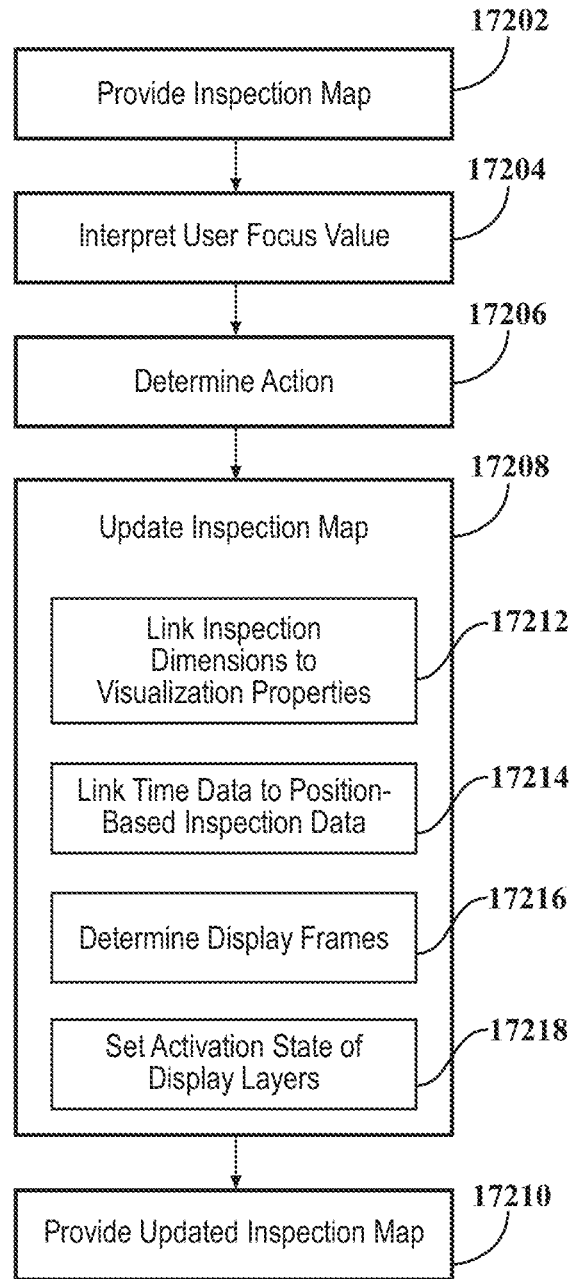 17202
Provide Inspection Map
17204
Interpret User Focus Value
17206
Determine Action
17208
Update Inspection Map
17212
Link Inspection
Dimensions to
Visualization Properties
17214
Link Time Data to Position-
Based Inspection Data
17216
Determine Display Frames
17218
Set Activation State of
Display Layers
17210
Provide Updated Inspection Map